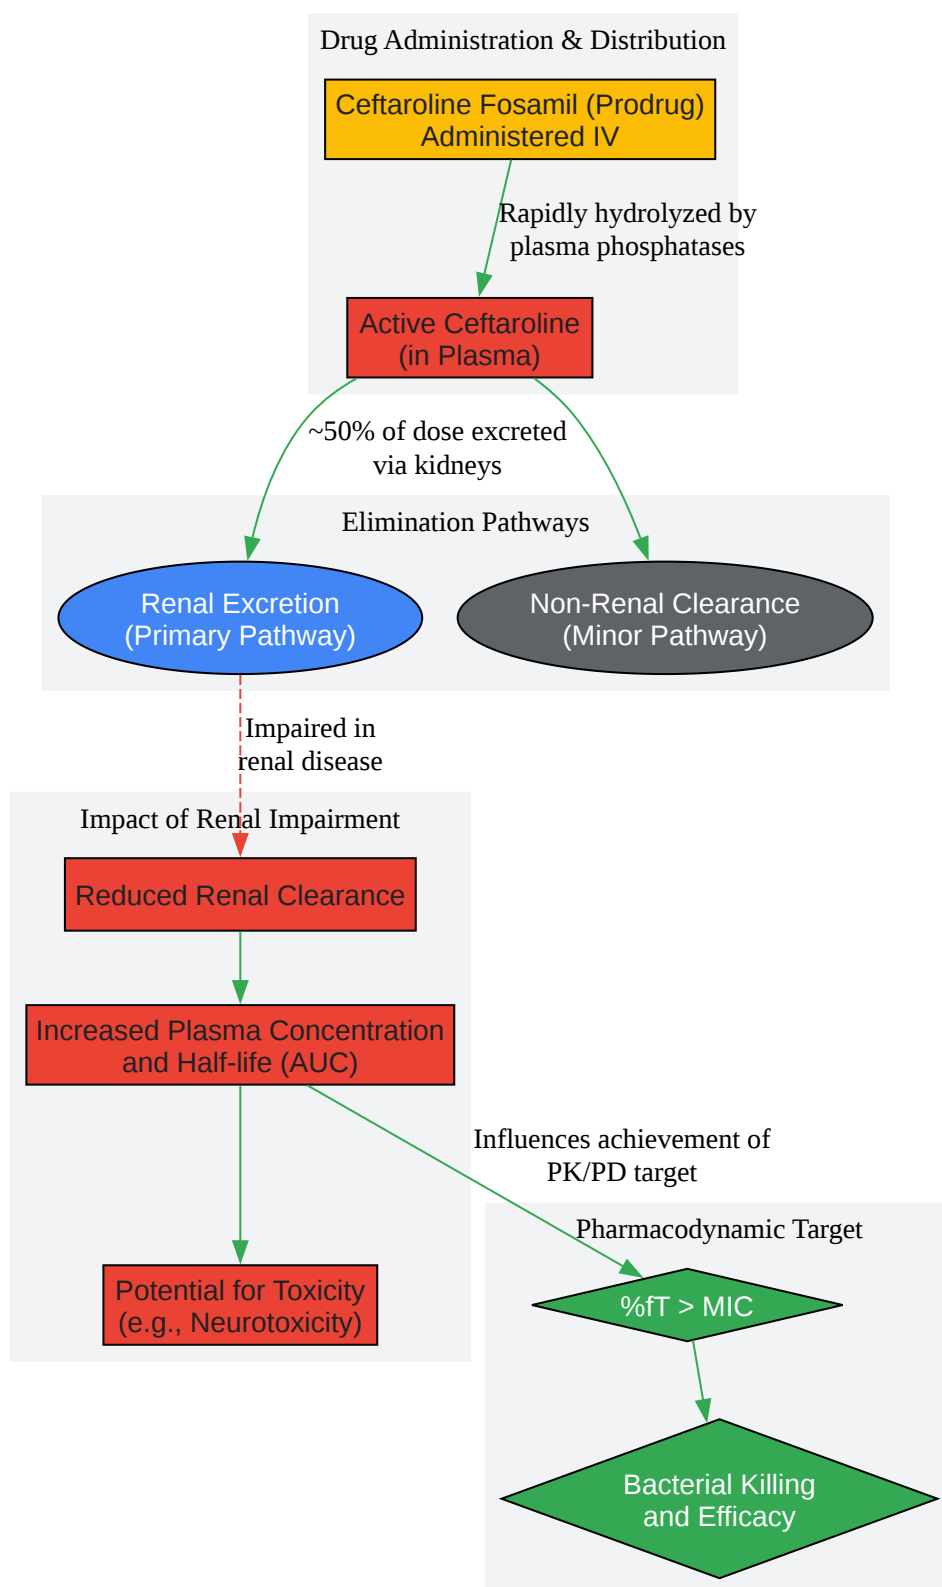 Drug Administration & Distribution
Ceftaroline Fosamil (Prodrug)
Administered IV
Rapidly hydrolyzed by
plasma phosphatases
Active Ceftaroline
(in Plasma)
~50% of dose excreted
via kidneys
Elimination Pathways
Renal Excretion
(Primary Pathway)
Non-Renal Clearance
(Minor Pathway)
Impaired in
renal disease
Impact of Renal Impairment
Reduced Renal Clearance
Increased Plasma Concentration
and Half-life (AUC)
Influences achievement of
PK/PD target
Pharmacodynamic Target
Potential for Toxicity
(e.g., Neurotoxicity)
%fT > MIC
Bacterial Killing
and Efficacy